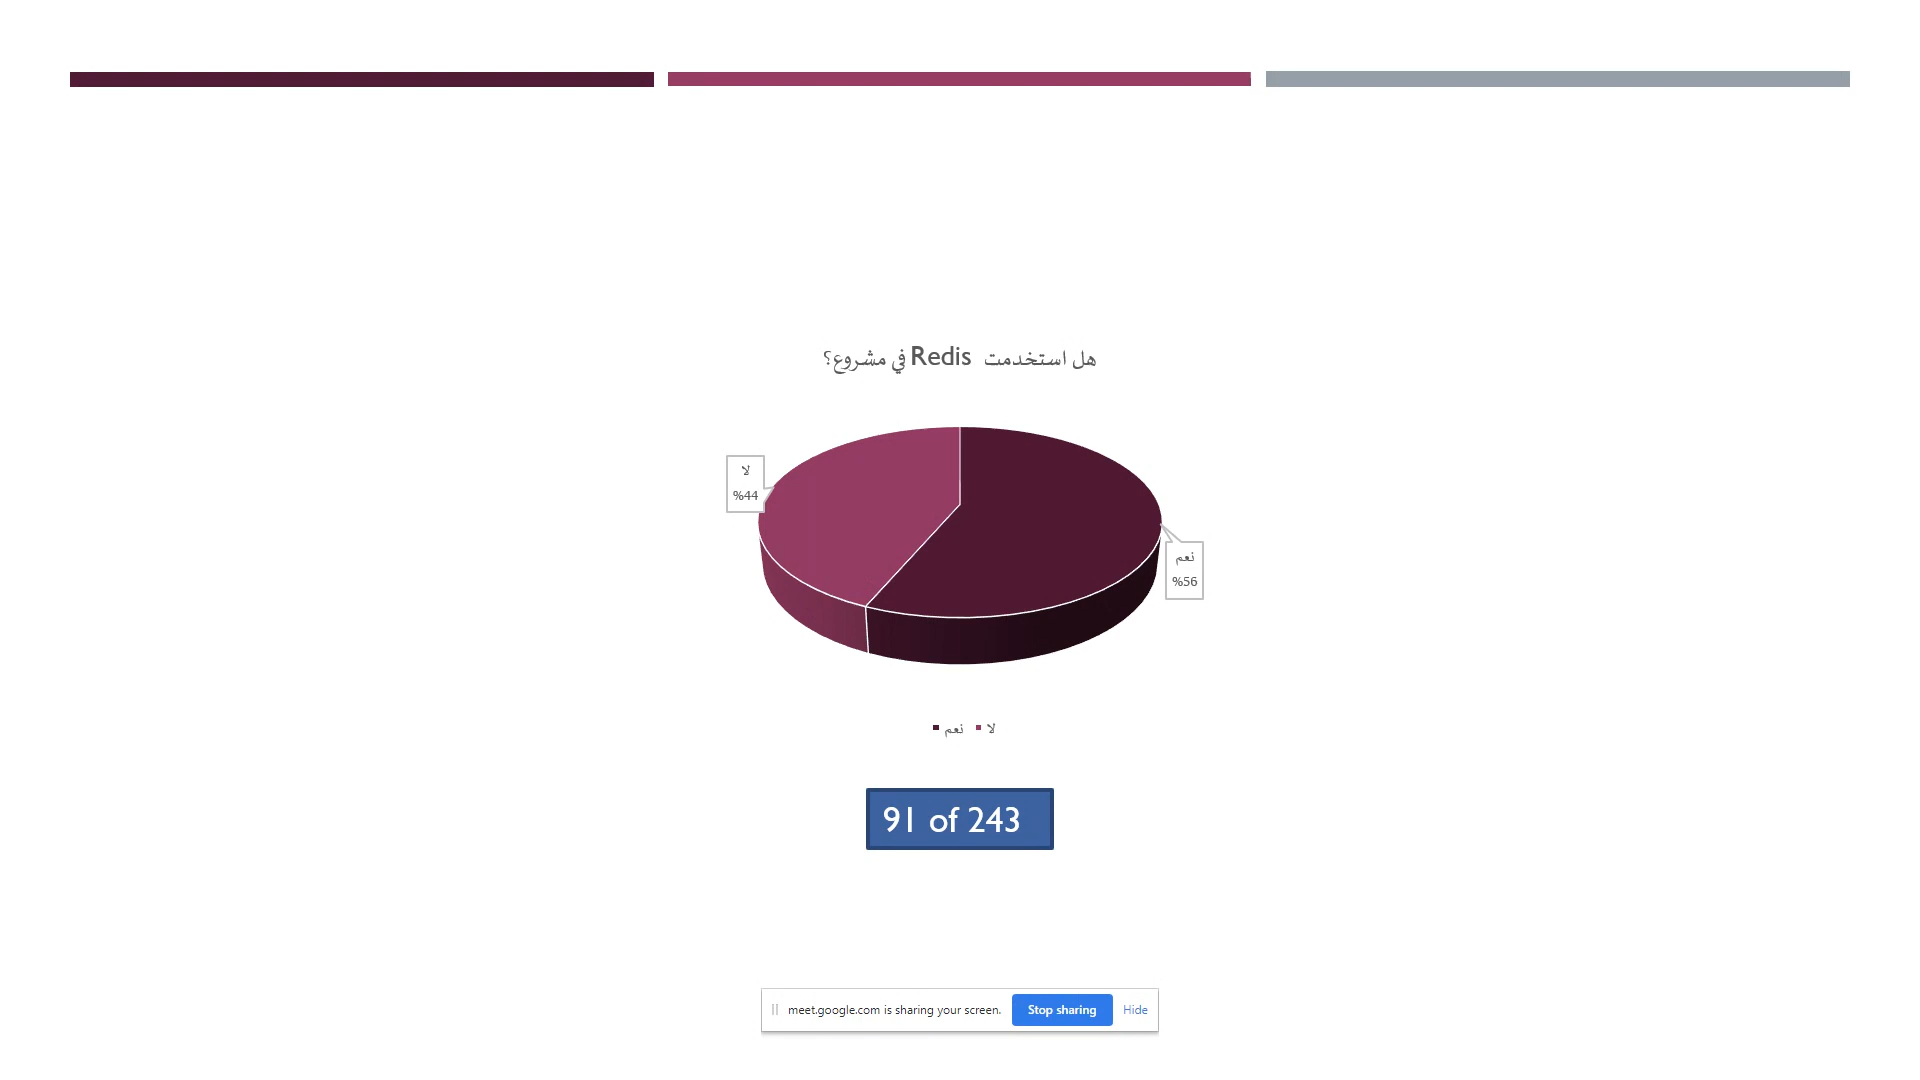 هل استخدمت Redis في مشروع؟
لا
%44
نعم
%56
نعم لا
91 of 243
meet.google.com is sharing your screen. Stop sharing Hide